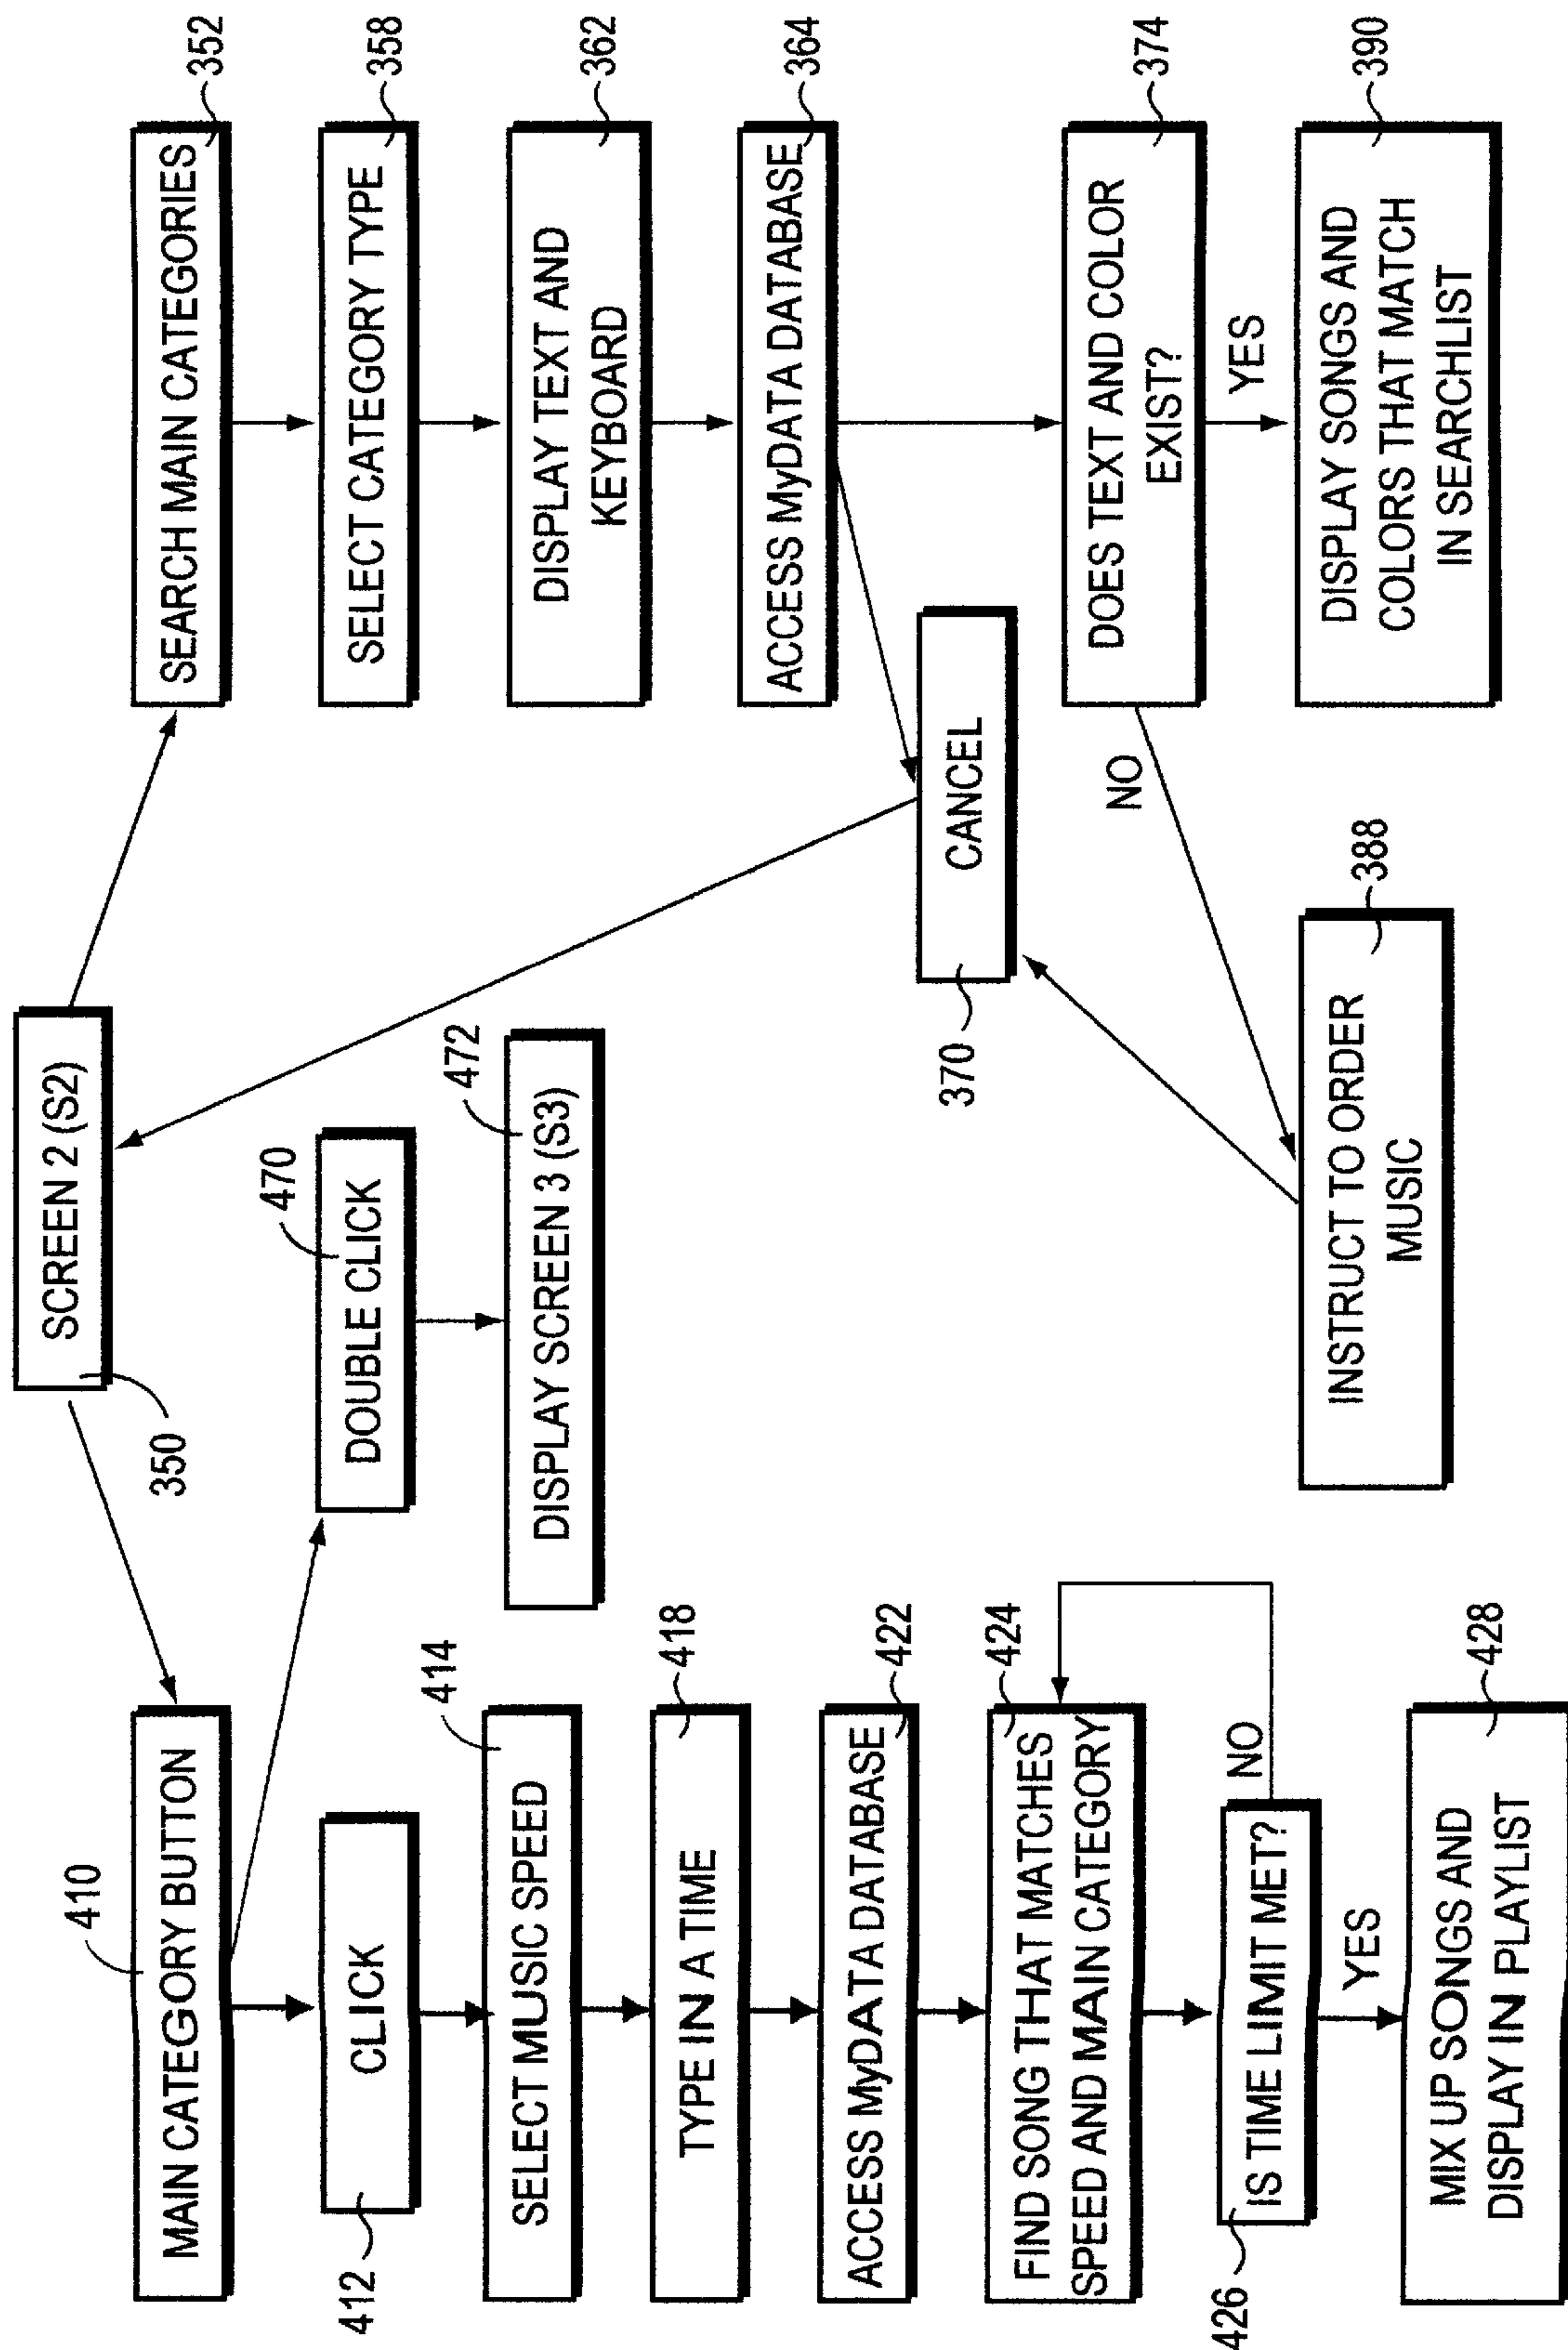 SCREEN 2 (S2)
350
410
MAIN CATEGORY BUTTON
CLICK
412
414
SELECT MUSIC SPEED
TYPE IN A TIME
418
ACCESS MyDATA DATABASE
422
FIND SONG THAT MATCHES
SPEED AND MAIN CATEGORY
424
IS TIME LIMIT MET?
426
NO
YES
MIX UP SONGS AND
DISPLAY IN PLAYLIST
428
470
DOUBLE CLICK
472
DISPLAY SCREEN 3 (S3)
SEARCH MAIN CATEGORIES
352
SELECT CATEGORY TYPE
358
DISPLAY TEXT AND
KEYBOARD
362
ACCESS MyDATA DATABASE
364
CANCEL
370
DOES TEXT AND COLOR
EXIST?
374
NO
YES
INSTRUCT TO ORDER
MUSIC
388
DISPLAY SONGS AND
COLORS THAT MATCH
IN SEARCHLIST
390